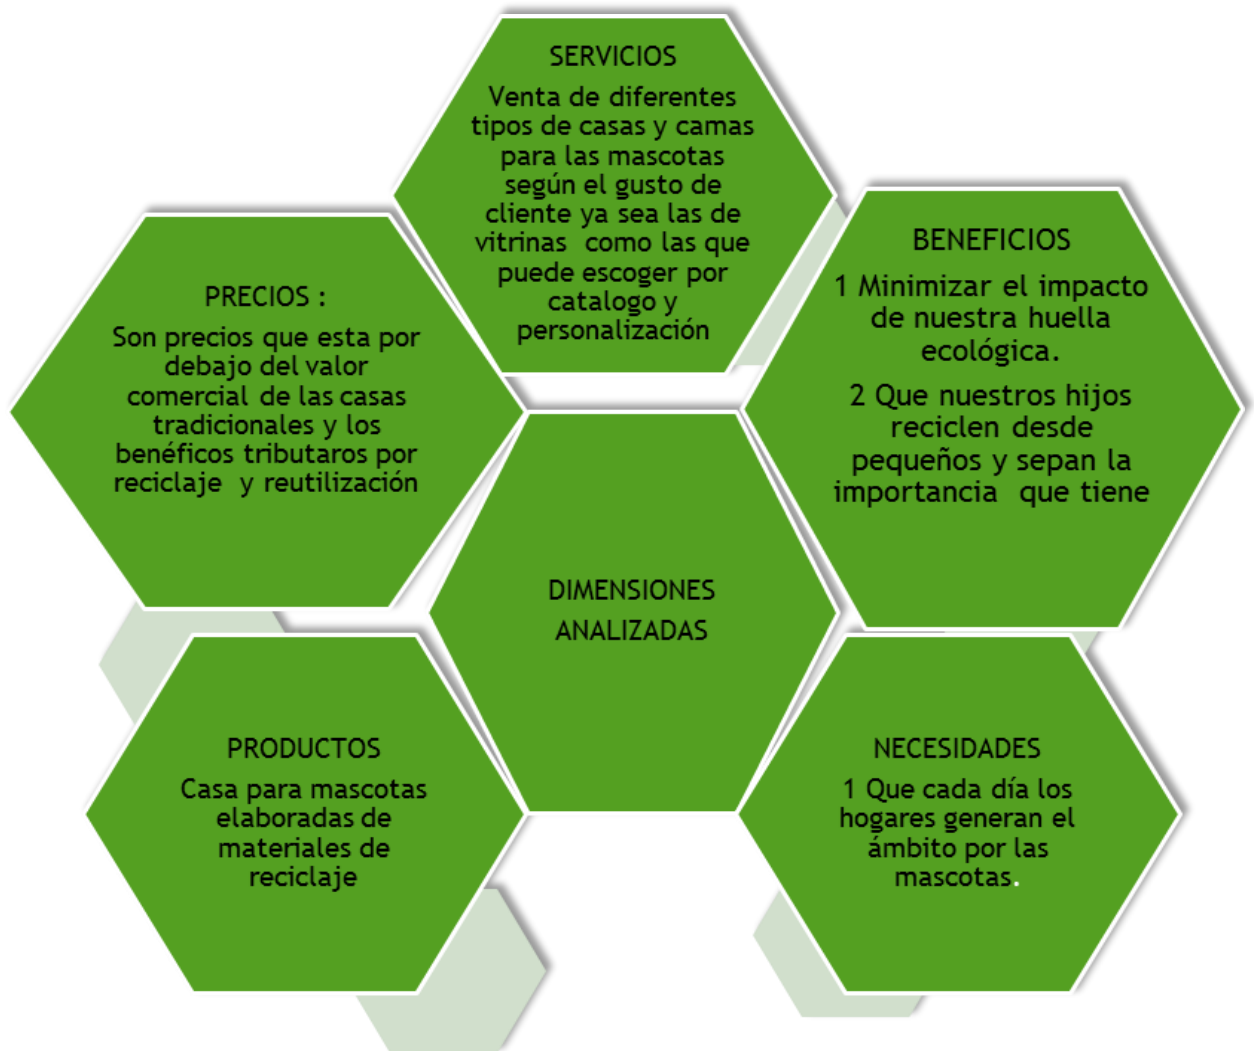 SERVICIOS
Venta de diferentes
tipos de casas y camas
para las mascotas
según el gusto de
cliente ya sea las de
vitrinas como las que
puede escoger por
catalogo y
personalización
BENEFICIOS
1 Minimizar el impacto
de nuestra huella
ecológica.
2 Que nuestros hijos
reciclen desde
pequeños y sepan la
importancia que tiene
PRECIOS :
Son precios que esta por
debajo del valor
comercial de las casas
tradicionales y los
benéficos tributaros por
reciclaje y reutilización
DIMENSIONES
ANALIZADAS
PRODUCTOS
Casa para mascotas
elaboradas de
materiales de
reciclaje
NECESIDADES
1 Que cada día los
hogares generan el
ámbito por las
mascotas.